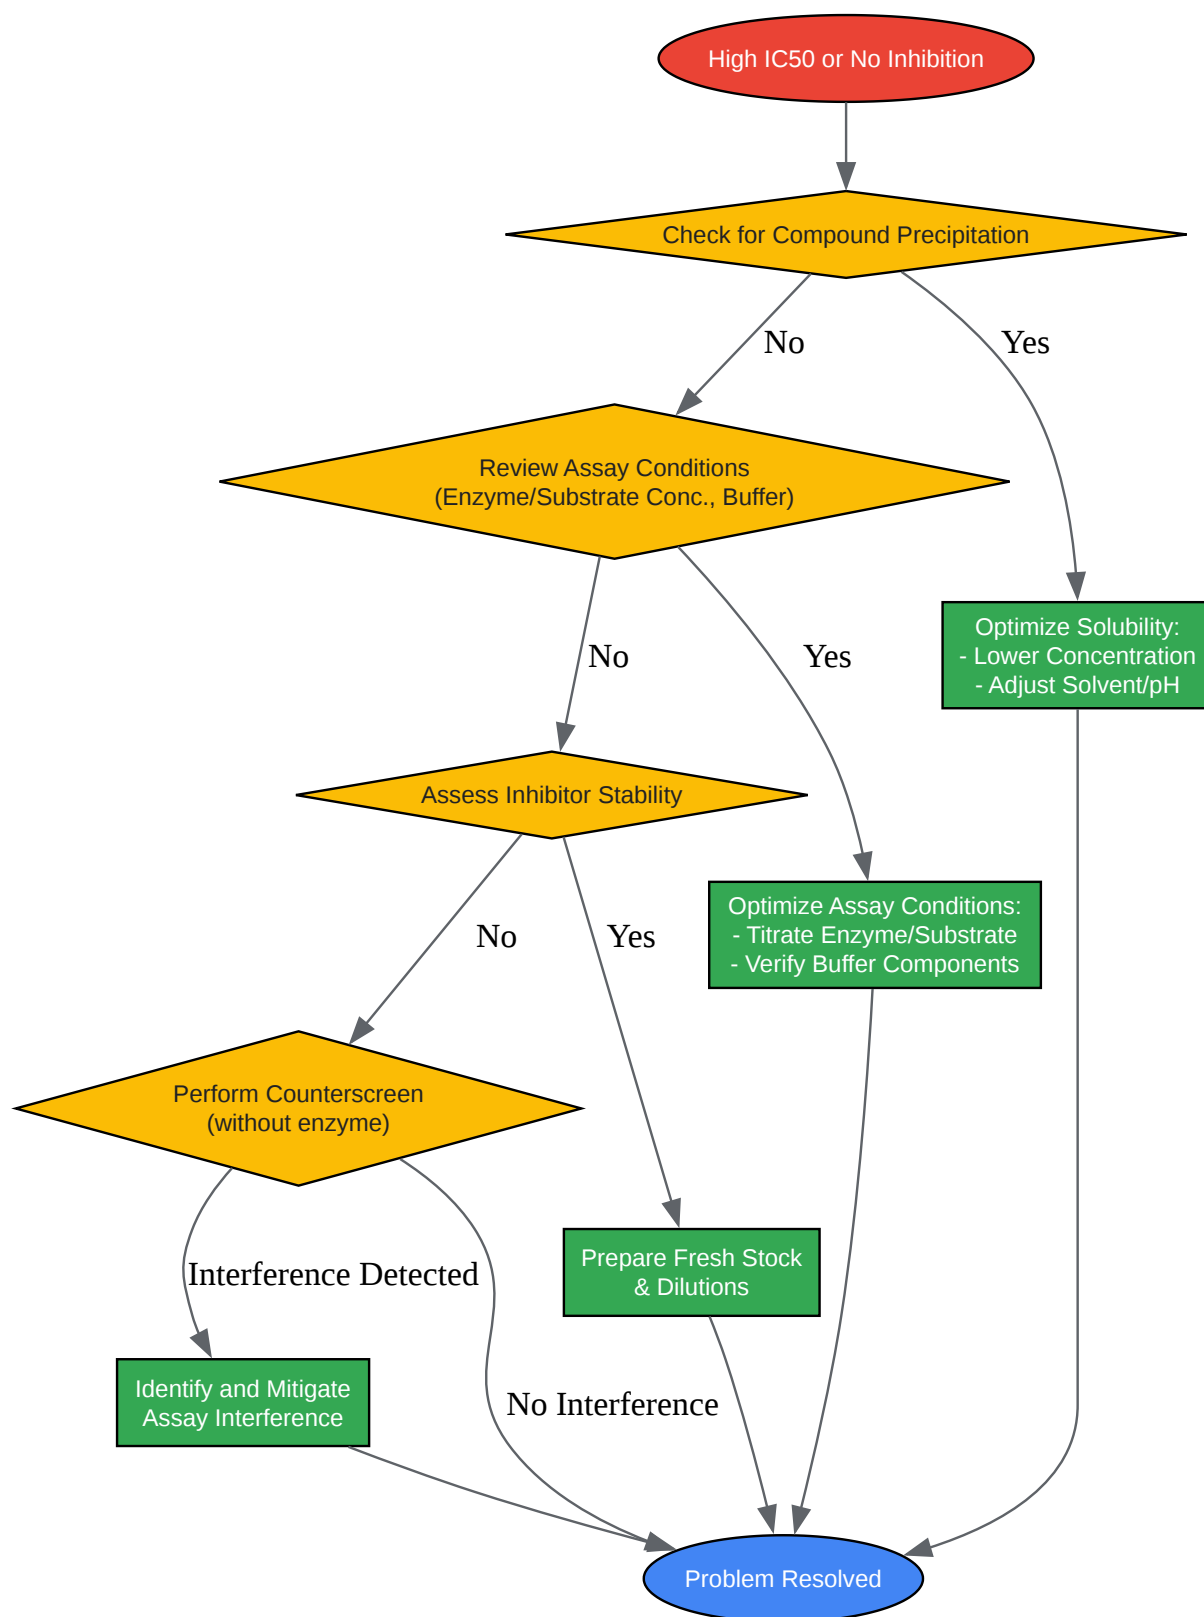 High IC50 or No Inhibition
Check for Compound Precipitation
No
Yes
Review Assay Conditions
(Enzyme/Substrate Conc., Buffer)
No
Yes
Optimize Solubility:
- Lower Concentration
- Adjust Solvent/pH
Assess Inhibitor Stability
No
Yes
Optimize Assay Conditions:
- Titrate Enzyme/Substrate
- Verify Buffer Components
Perform Counterscreen
(without enzyme)
Interference Detected
Prepare Fresh Stock
& Dilutions
Identify and Mitigate
Assay Interference
No Interference
Problem Resolved